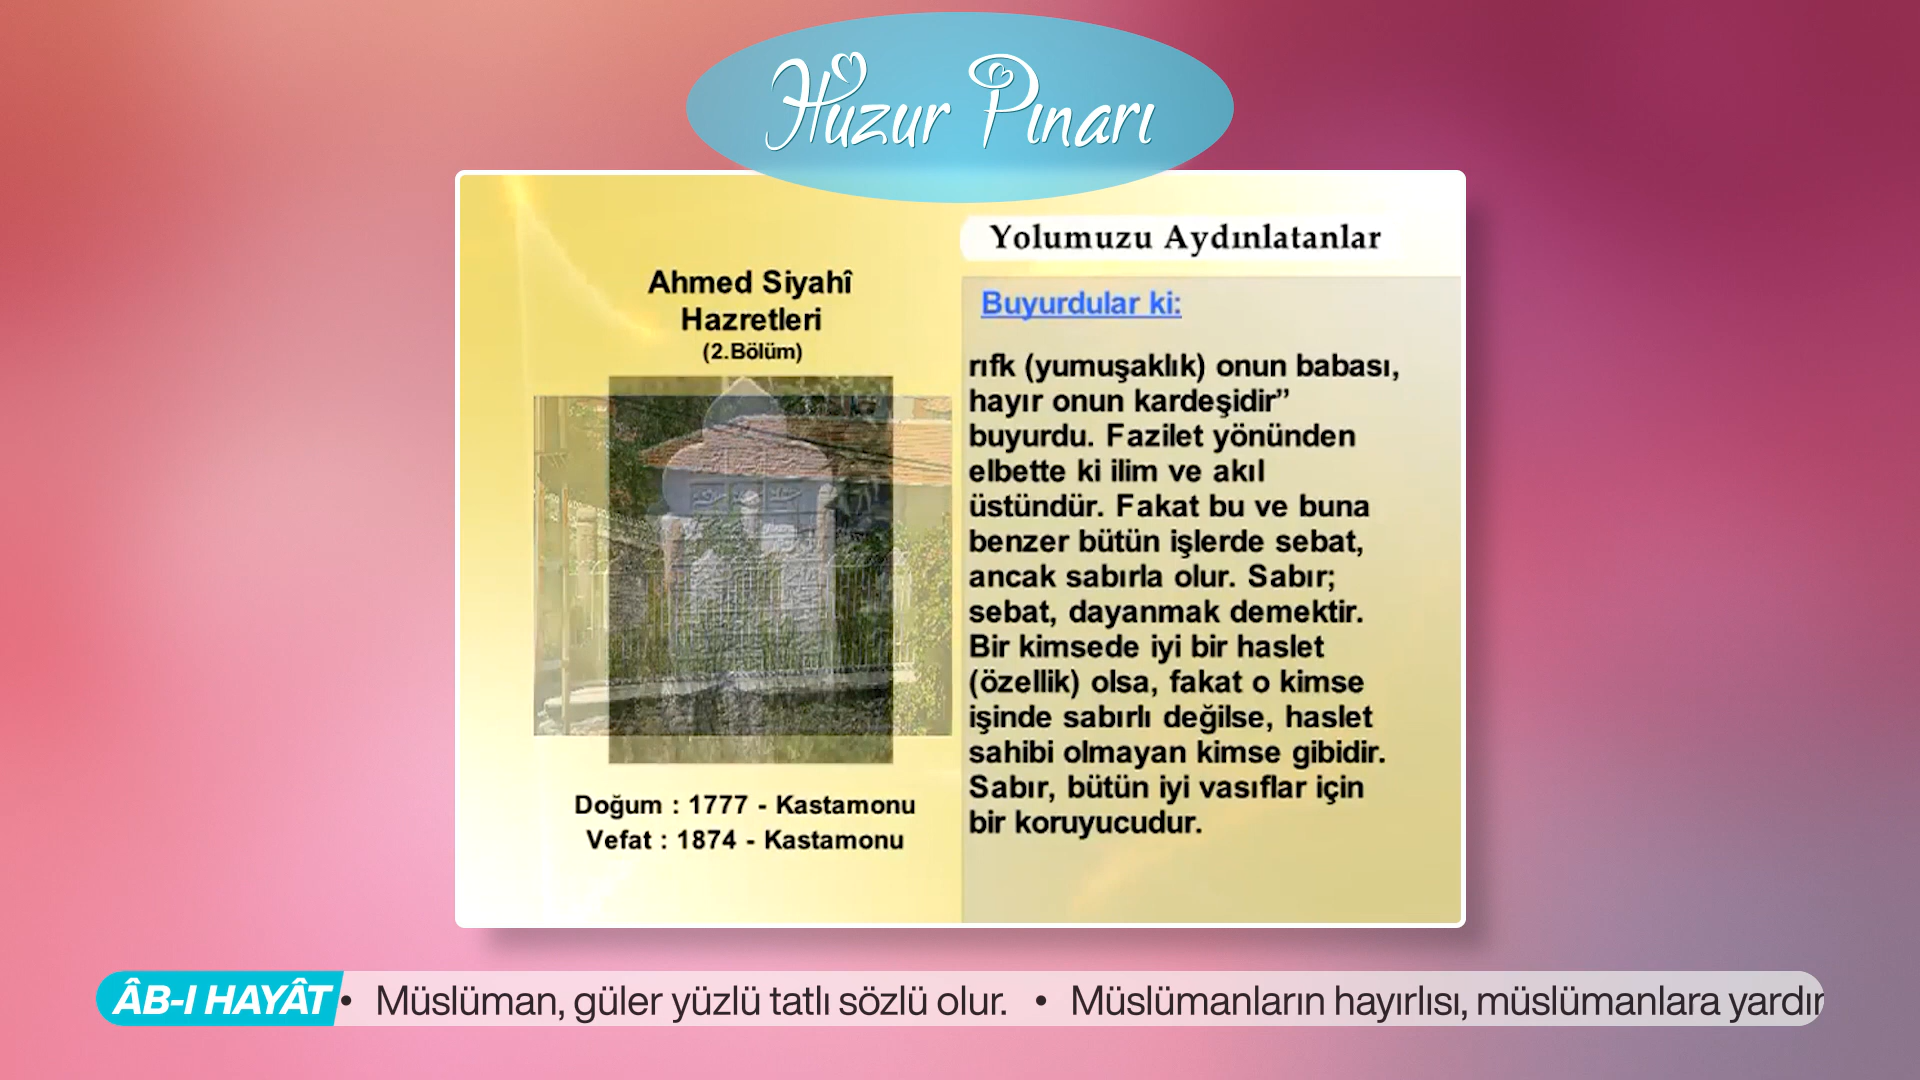 Huzur Pınarı
Yolumuzu Aydınlatanlar
Ahmed Siyahî
Hazretleri
(2.Bölüm)
Doğum : 1777 - Kastamonu
Vefat : 1874 - Kastamonu
Buyurdular ki:
rıfk (yumuşaklık) onun babası,
hayır onun kardeşidir”
buyurdu. Fazilet yönünden
elbette ki ilim ve akıl
üstündür. Fakat bu ve buna
benzer bütün işlerde sebat,
ancak sabırla olur. Sabır;
sebat, dayanmak demektir.
Bir kimsede iyi bir haslet
(özellik) olsa, fakat o kimse
işinde sabırlı değilse, haslet
sahibi olmayan kimse gibidir.
Sabır, bütün iyi vasıflar için
bir koruyucudur.
ÂB-I HAYÂT • Müslüman, güler yüzlü tatlı sözlü olur. • Müslümanların hayırlısı, müslümanlara